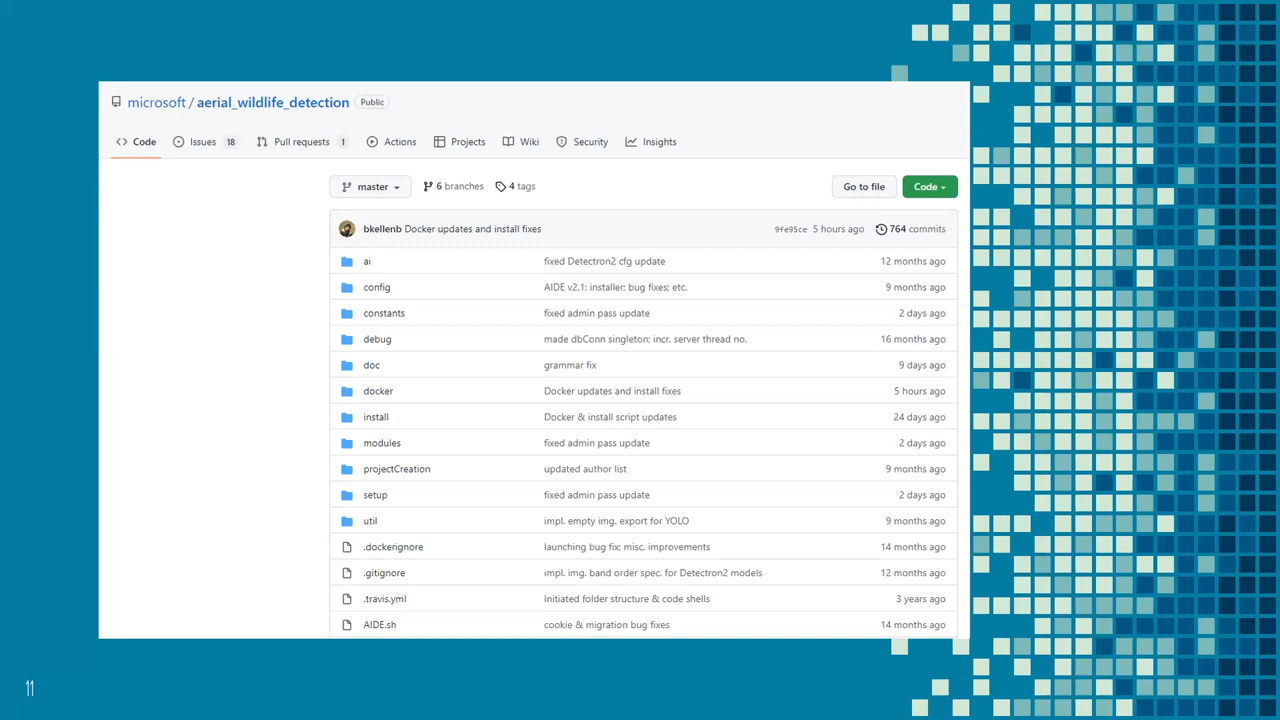 microsoft / aerial_wildlife_detection Public
Code Issues 18 Pull requests 1 Actions Projects Wiki Security Insights
master 6 branches 4 tags Go to file Code
bkellenb Docker updates and install fixes 9fe95ce 5 hours ago 764 commits
ai fixed Detectron2 cfg update 12 months ago
config AIDE v2.1: installer; bug fixes; etc. 9 months ago
constants fixed admin pass update 2 days ago
debug made dbConn singleton; incr. server thread no. 16 months ago
doc grammar fix 9 days ago
docker Docker updates and install fixes 5 hours ago
install Docker & install script updates 24 days ago
modules fixed admin pass update 2 days ago
projectCreation updated author list 9 months ago
setup fixed admin pass update 2 days ago
util impl. empty img. export for YOLO 9 months ago
.dockerignore launching bug fix; misc. improvements 14 months ago
.gitignore impl. img. band order spec. for Detectron2 models 12 months ago
.travis.yml Initiated folder structure & code shells 3 years ago
AIDE.sh cookie & migration bug fixes 14 months ago
11